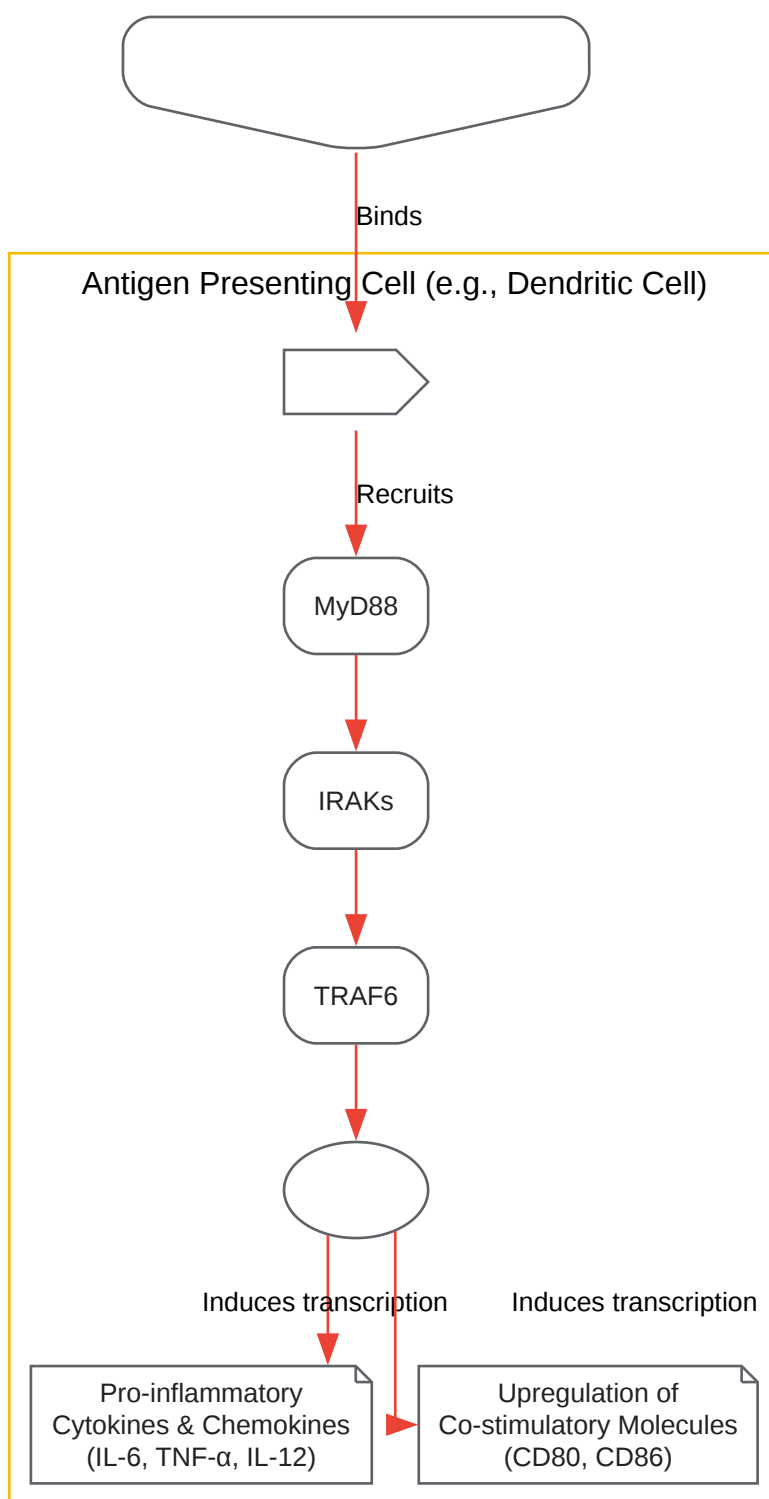 Binds
Antigen Presenting Cell (e.g., Dendritic Cell)
Recruits
MyD88
IRAKs
TRAF6
Induces transcription
Induces transcription
Pro-inflammatory
Cytokines & Chemokines
(IL-6, TNF-α, IL-12)
Upregulation of
Co-stimulatory Molecules
(CD80, CD86)